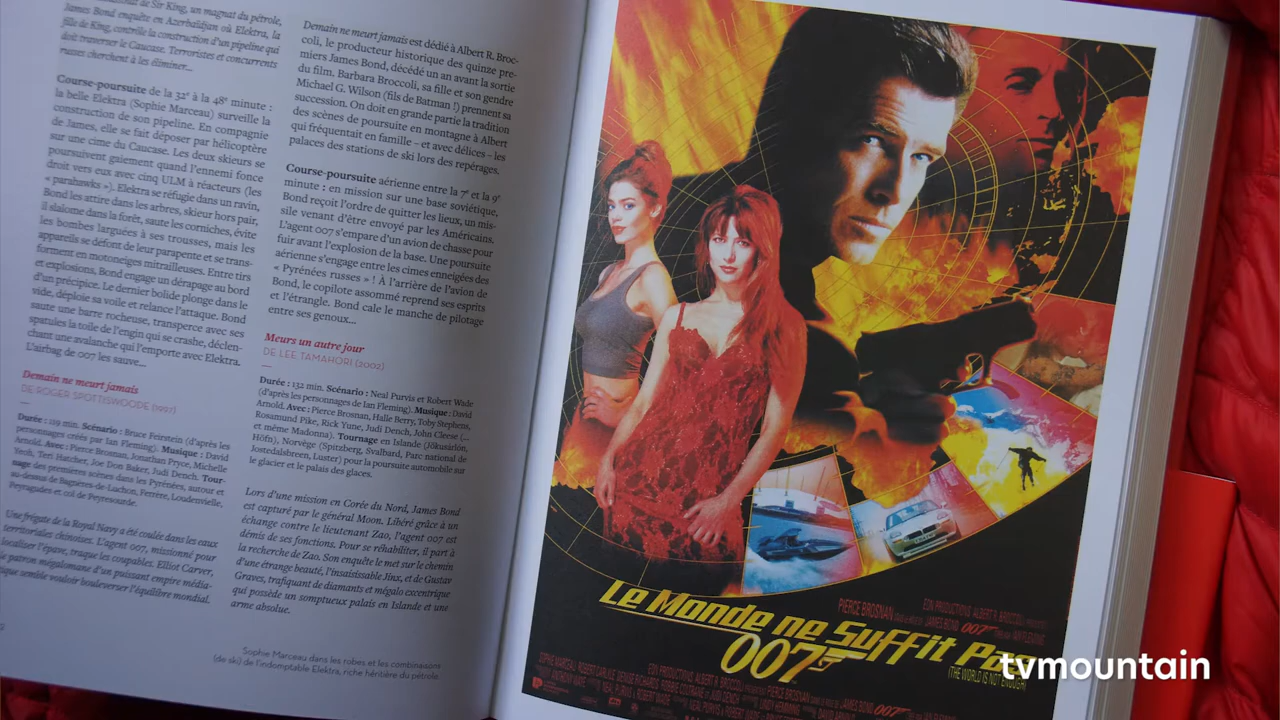 national de Sir King, un magnat du pétrole,
James Bond enquête en Azerbaïdjan où Elektra, la
fille de King, contrôle la construction d'un pipeline qui
doit traverser le Caucase. Terroristes et concurrents
russes cherchent à les éliminer...
Course-poursuite de la 32e à la 48e minute :
la belle Elektra (Sophie Marceau) surveille la
construction de son pipeline. En compagnie
de James, elle se fait déposer par hélicoptère
sur une cime du Caucase. Les deux skieurs se
poursuivent gaiement quand l'ennemi fonce
droit vers eux avec cinq ULM à réacteurs (les
« parahawks »). Elektra se réfugie dans un ravin,
Bond les attire dans les arbres, skieur hors pair,
il slalome dans la forêt, saute les corniches, évite
les bombes larguées à ses trousses, mais les
appareils se défont de leur parapente et se trans-
forment en motoneiges mitrailleuses. Entre tirs
et explosions, Bond engage un dérapage au bord
d'un précipice. Le dernier bolide plonge dans le
vide, déploie sa voile et relance l'attaque. Bond
saute une barre rocheuse, transperce avec ses
spatules la toile de l'engin qui se crashe, déclen-
chant une avalanche qui l'emporte avec Elektra.
L'airbag de 007 les sauve...
Demain ne meurt jamais
DE ROGER SPOTTISWOODE (1997)
Durée : 119 min. Scénario : Bruce Feirstein (d'après les
personnages créés par Ian Fleming). Musique : David
Arnold. Avec : Pierce Brosnan, Jonathan Pryce, Michelle
Yeoh, Teri Hatcher, Joe Don Baker, Judi Dench. Tour-
nage des premières scènes dans les Pyrénées, autour et
au-dessus de Bagnères-de-Luchon, Ferrère, Loudenvielle,
Peyragudes et col de Peyresourde.
Une frégate de la Royal Navy a été coulée dans les eaux
territoriales chinoises. L'agent 007, missionné pour
localiser l'épave, traque les coupables. Elliot Carver,
patron mégalomane d'un puissant empire média-
tique semble vouloir bouleverser l'équilibre mondial.
Demain ne meurt jamais est dédié à Albert R. Broc-
coli, le producteur historique des quinze pre-
miers James Bond, décédé un an avant la sortie
du film, Barbara Broccoli, sa fille et son gendre
Michael G. Wilson (fils de Batman !) prennent sa
succession. On doit en grande partie la tradition
des scènes de poursuite en montagne à Albert
qui fréquentait en famille – et avec délices – les
palaces des stations de ski lors des repérages.
Course-poursuite aérienne entre la 7e et la 9e
minute : en mission sur une base soviétique,
Bond reçoit l'ordre de quitter les lieux, un mis-
sile venant d'être envoyé par les Américains.
L'agent 007 s'empare d'un avion de chasse pour
fuir avant l'explosion de la base. Une poursuite
aérienne s'engage entre les cimes enneigées des
« Pyrénées russes » ! À l'arrière de l'avion de
Bond, le copilote assommé reprend ses esprits
et l'étrangle. Bond cale le manche de pilotage
entre ses genoux...
Meurs un autre jour
DE LEE TAMAHORI (2002)
Durée : 132 min. Scénario : Neal Purvis et Robert Wade
(d'après les personnages de Ian Fleming). Musique : David
Arnold. Avec : Pierce Brosnan, Halle Berry, Toby Stephens,
Rosamund Pike, Rick Yune, Judi Dench, John Cleese (...
et même Madonna). Tournage en Islande (Jökulsárlón,
Höfn), Norvège (Spitzberg, Svalbard, Parc national de
Jostedalsbreen, Luster) pour la poursuite automobile sur
le glacier et le palais des glaces.
Lors d'une mission en Corée du Nord, James Bond
est capturé par le général Moon. Libéré grâce à un
échange contre le lieutenant Zao, l'agent 007 est
démis de ses fonctions. Pour se réhabiliter, il part à
la recherche de Zao. Son enquête le met sur le chemin
d'une étrange beauté, l'insaisissable Jinx, et de Gustav
Graves, trafiquant de diamants et mégalo excentrique
qui possède un somptueux palais en Islande et une
arme absolue.
Sophie Marceau dans les robes et les combinaisons
(de ski) de l'indomptable Elektra, riche héritière du pétrole.
Le Monde ne Suffit Pas
007
(THE WORLD IS NOT ENOUGH)
PIERCE BROSNAN
tvmountain